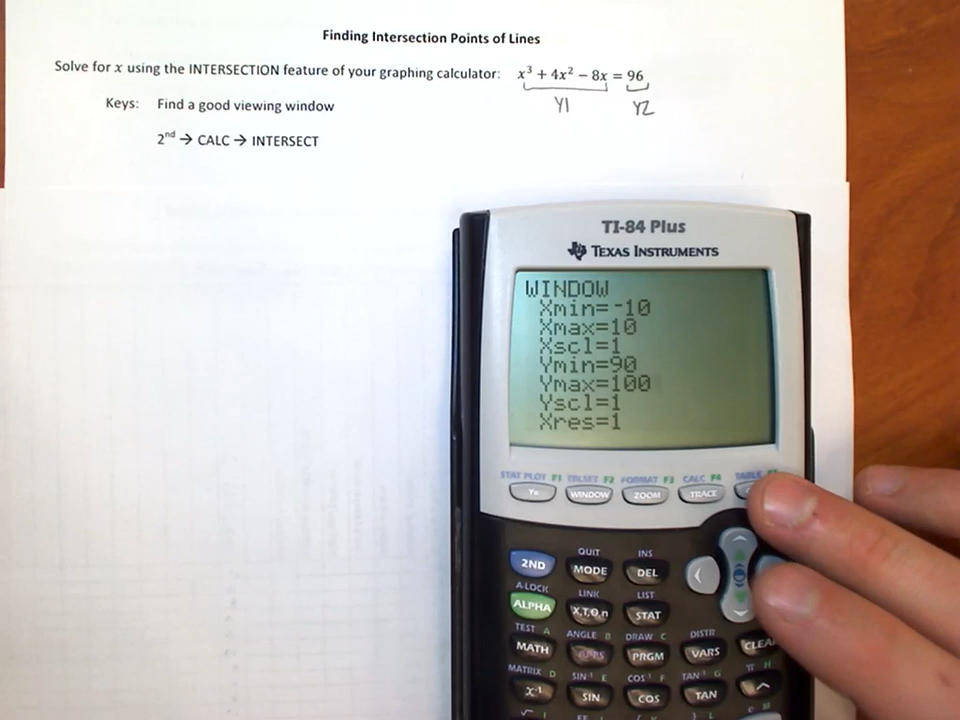 Finding Intersection Points of Lines
Solve for x using the INTERSECTION feature of your graphing calculator: x³ + 4x² − 8x = 96
Y1 Y2
Keys: Find a good viewing window
2nd → CALC → INTERSECT
TI-84 Plus
TEXAS INSTRUMENTS
WINDOW
Xmin=-10
Xmax=10
Xscl=1
Ymin=90
Ymax=100
Yscl=1
Xres=1
STAT PLOT F1 TBLSET F2 FORMAT F3 CALC F4 TABLE
Y= WINDOW ZOOM TRACE
QUIT INS
2ND MODE DEL
A-LOCK LINK LIST
ALPHA X,T,Θ,n STAT
TEST A ANGLE B DRAW C DISTR
MATH APPS PRGM VARS CLEA
MATRIX D SIN⁻¹ E COS⁻¹ F TAN⁻¹ G π H
x⁻¹ SIN COS TAN ^